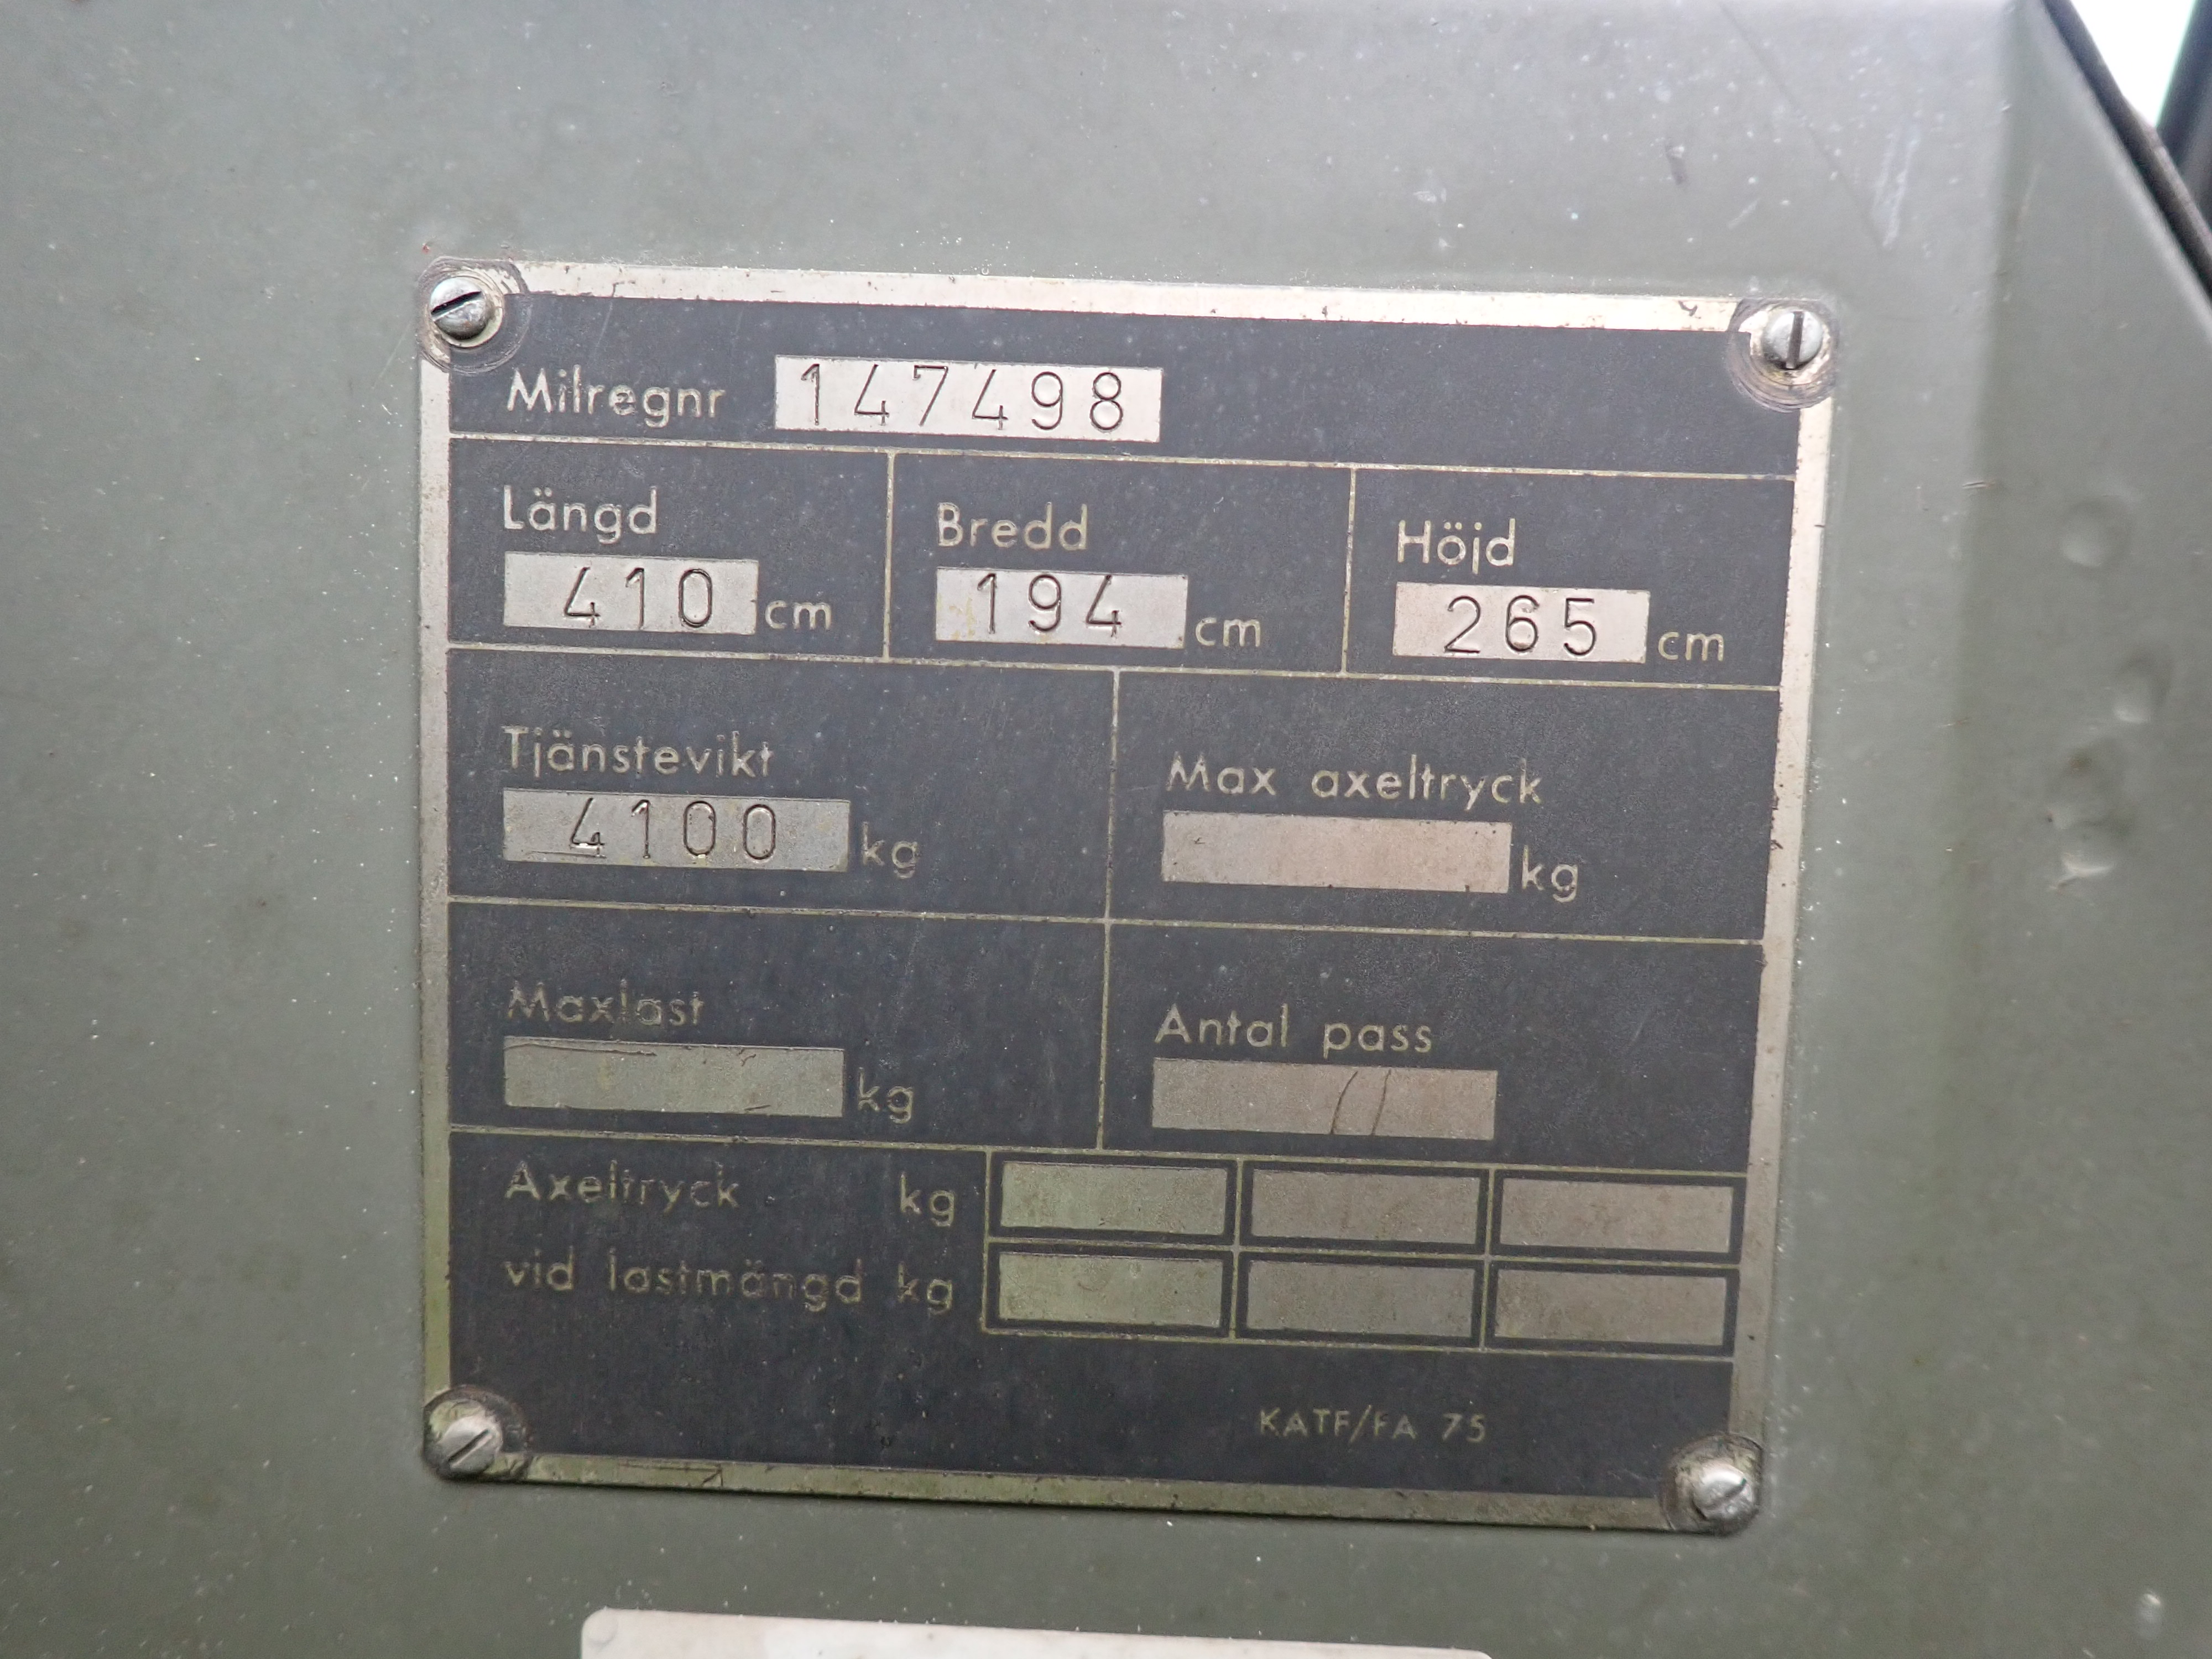 Milregnr 147498
Längd Bredd Höjd
410 cm 194 cm 265 cm
Tjänstevikt Max axeltryck
4100 kg kg
Maxlast Antal pass
kg
Axeltryck kg
vid lastmängd kg
KATF/FA 75